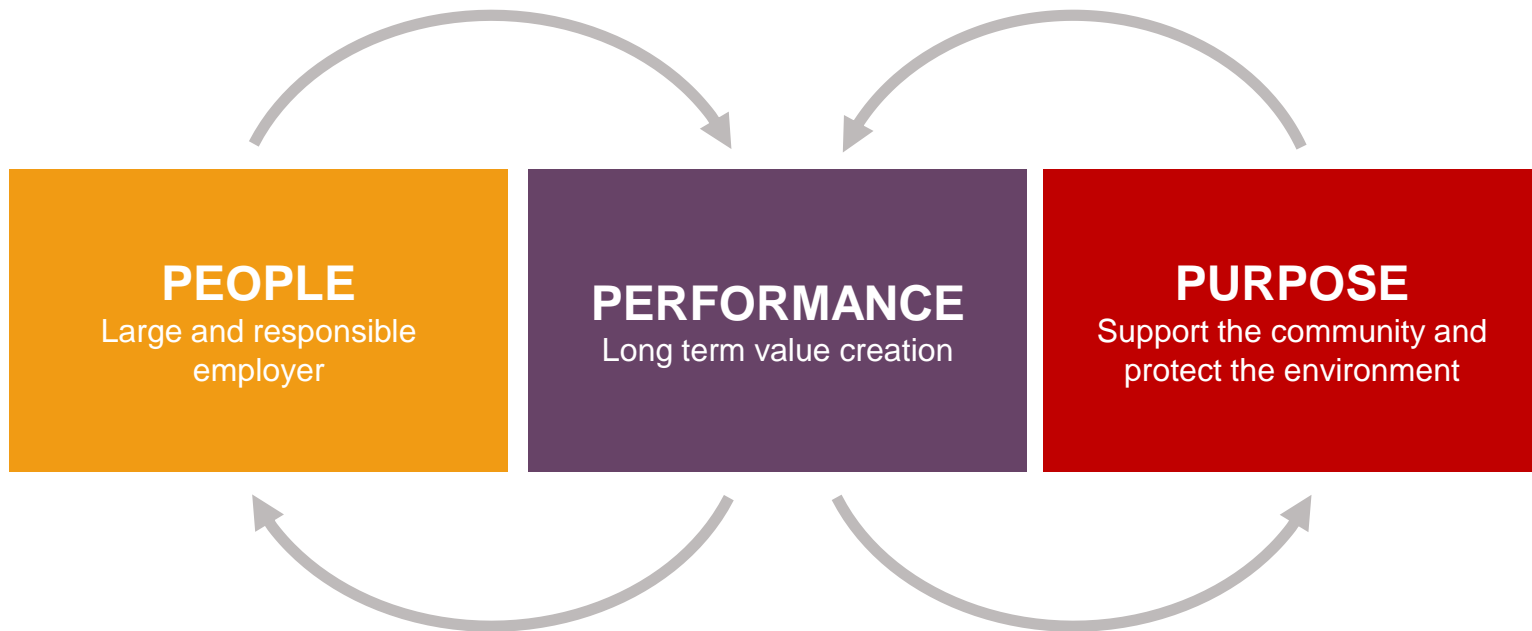 PEOPLE
Large and responsible
employer
PERFORMANCE
Long term value creation
PURPOSE
Support the community and
protect the environment